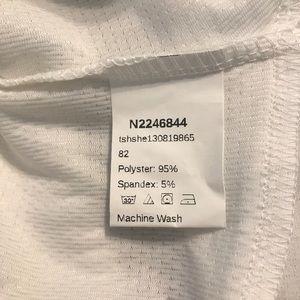 N2246844
tshshe130819865
82
Polyster: 95%
Spandex: 5%
Machine Wash